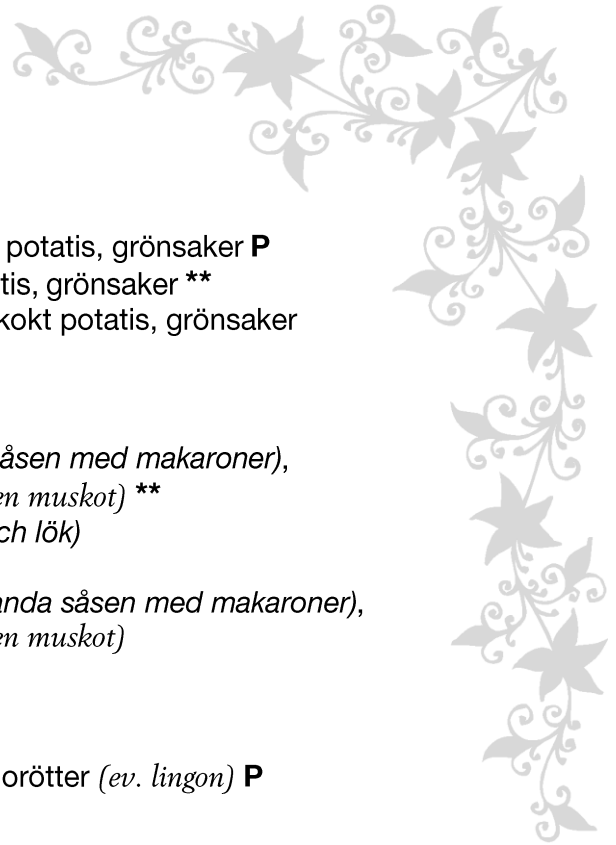 potatis, grönsaker P
tis, grönsaker **
kokt potatis, grönsaker
åsen med makaroner),
en muskot) **
ch lök)
anda såsen med makaroner),
en muskot)
orötter (ev. lingon) P